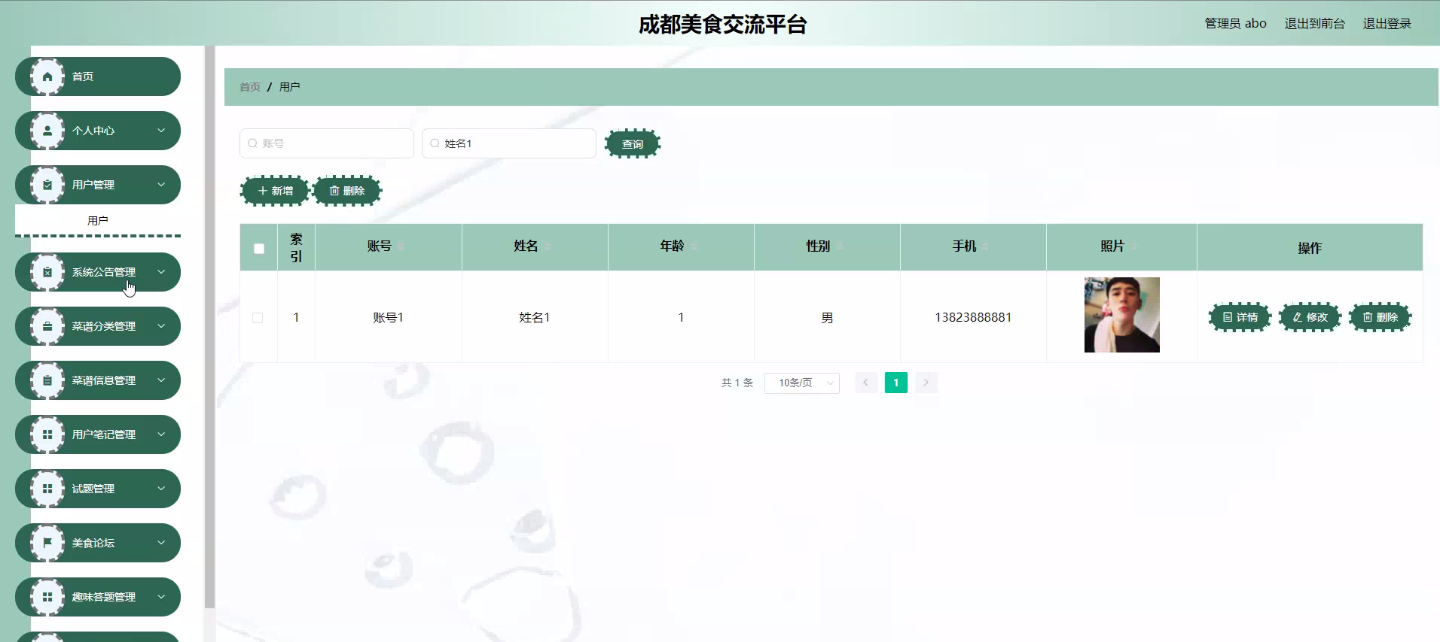 成都美食交流平台
管理员 abo 退出到前台 退出登录
首页
个人中心
用户管理
用户
系统公告管理
菜谱分类管理
菜谱信息管理
用户笔记管理
试题管理
美食论坛
趣味答题管理
首页 / 用户
账号 姓名1 查询
新增 删除
索引 账号 姓名 年龄 性别 手机 照片 操作
1 账号1 姓名1 1 男 13823888881 详情 修改 删除
共 1 条 10条/页 1